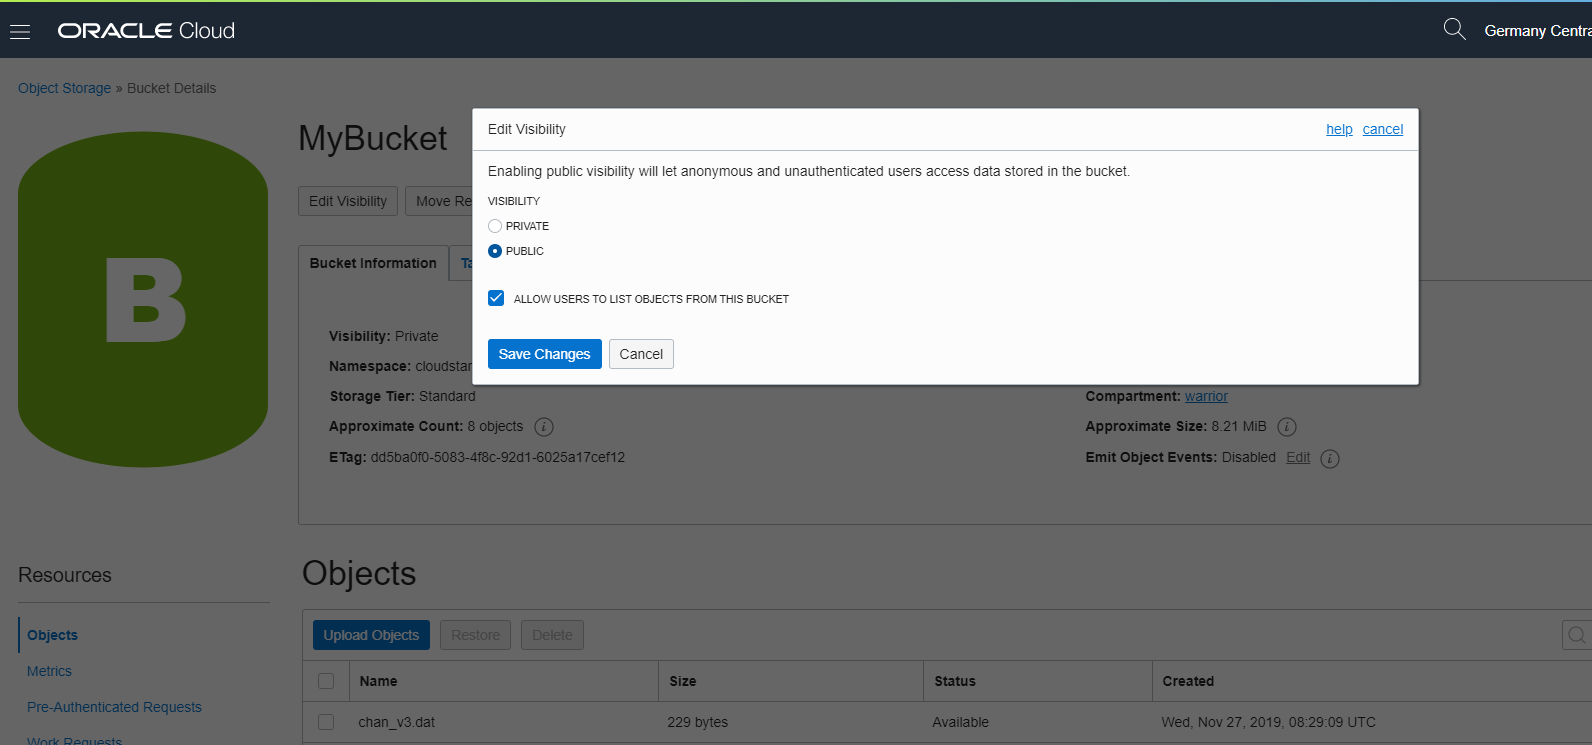 ORACLE Cloud
Germany Centra
Object Storage » Bucket Details
B
MyBucket
Edit Visibility
Move Re
Edit Visibility
help cancel
Enabling public visibility will let anonymous and unauthenticated users access data stored in the bucket.
VISIBILITY
PRIVATE
PUBLIC
ALLOW USERS TO LIST OBJECTS FROM THIS BUCKET
Save Changes
Cancel
Bucket Information
Ta
Visibility: Private
Namespace: cloudstar
Storage Tier: Standard
Compartment: warrior
Approximate Count: 8 objects
Approximate Size: 8.21 MiB
ETag: dd5ba0f0-5083-4f8c-92d1-6025a17cef12
Emit Object Events: Disabled Edit
Resources
Objects
Metrics
Pre-Authenticated Requests
Work Requests
Objects
Upload Objects
Restore
Delete
Name Size Status Created
chan_v3.dat 229 bytes Available Wed, Nov 27, 2019, 08:29:09 UTC